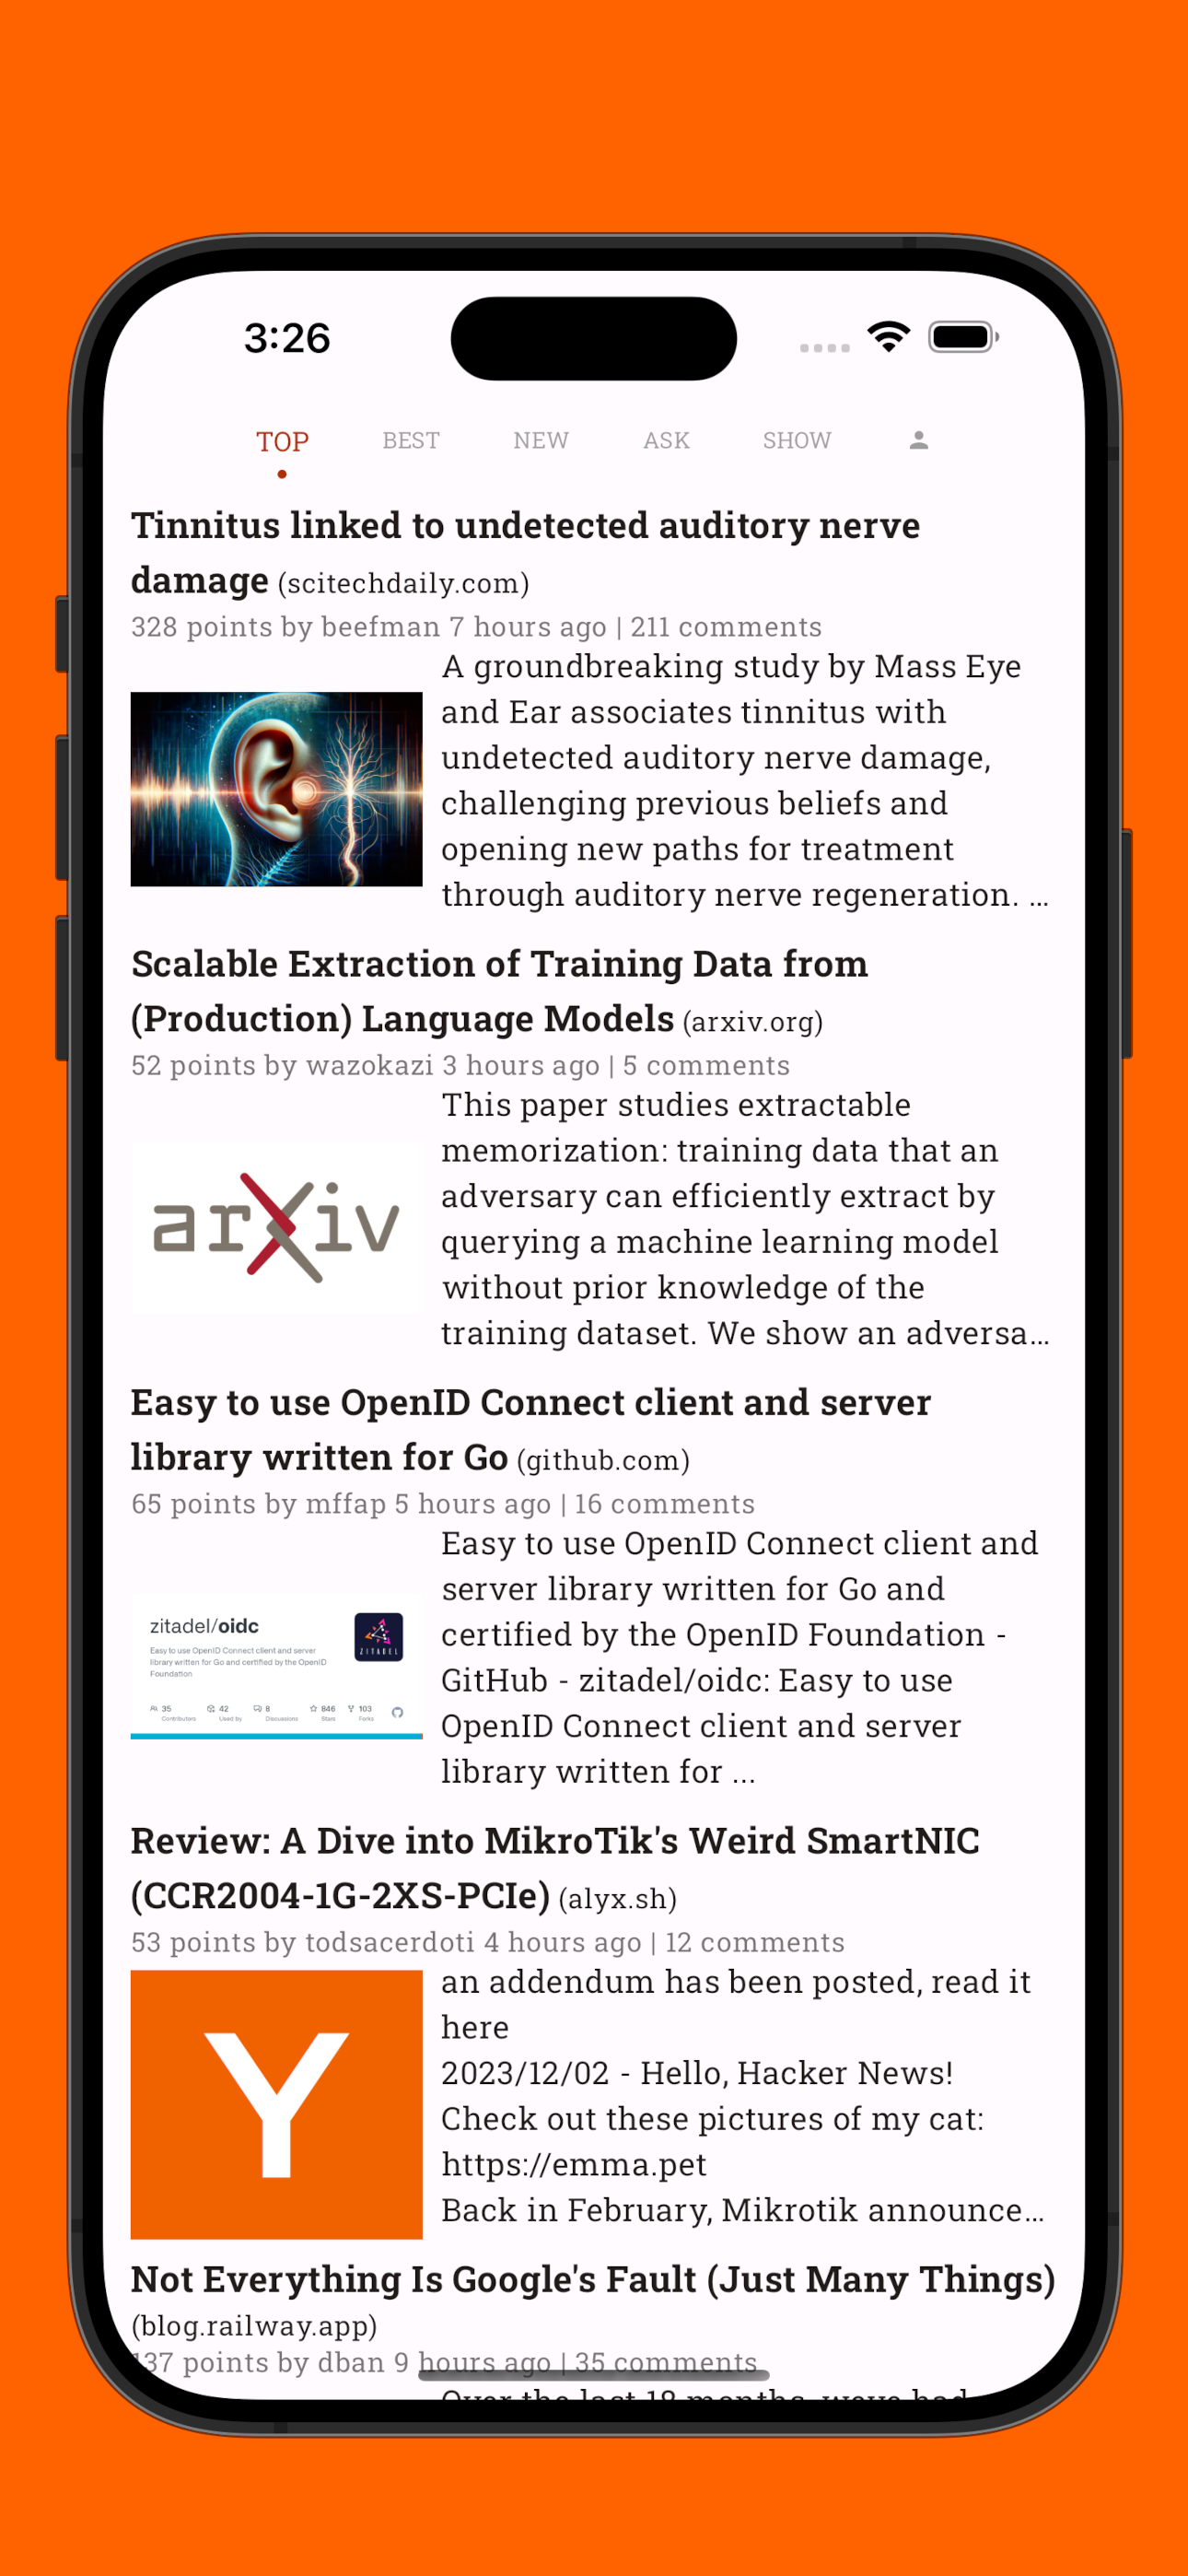 3:26
TOP BEST NEW ASK SHOW
Tinnitus linked to undetected auditory nerve
damage (scitechdaily.com)
328 points by beefman 7 hours ago | 211 comments
A groundbreaking study by Mass Eye
and Ear associates tinnitus with
undetected auditory nerve damage,
challenging previous beliefs and
opening new paths for treatment
through auditory nerve regeneration. ...
Scalable Extraction of Training Data from
(Production) Language Models (arxiv.org)
52 points by wazokazi 3 hours ago | 5 comments
arXiv
This paper studies extractable
memorization: training data that an
adversary can efficiently extract by
querying a machine learning model
without prior knowledge of the
training dataset. We show an adversa...
Easy to use OpenID Connect client and server
library written for Go (github.com)
65 points by mffap 5 hours ago | 16 comments
zitadel/oidc
ZITADEL
Easy to use OpenID Connect client and server
library written for Go and certified by the OpenID
Foundation
35 42 8 846 103
Contributors Used by Discussions Stars Forks
Easy to use OpenID Connect client and
server library written for Go and
certified by the OpenID Foundation -
GitHub - zitadel/oidc: Easy to use
OpenID Connect client and server
library written for ...
Review: A Dive into MikroTik's Weird SmartNIC
(CCR2004-1G-2XS-PCIe) (alyx.sh)
53 points by todsacerdoti 4 hours ago | 12 comments
Y
an addendum has been posted, read it
here
2023/12/02 - Hello, Hacker News!
Check out these pictures of my cat:
https://emma.pet
Back in February, Mikrotik announce...
Not Everything Is Google's Fault (Just Many Things)
(blog.railway.app)
137 points by dban 9 hours ago | 35 comments
Over the last 18 months, weve had